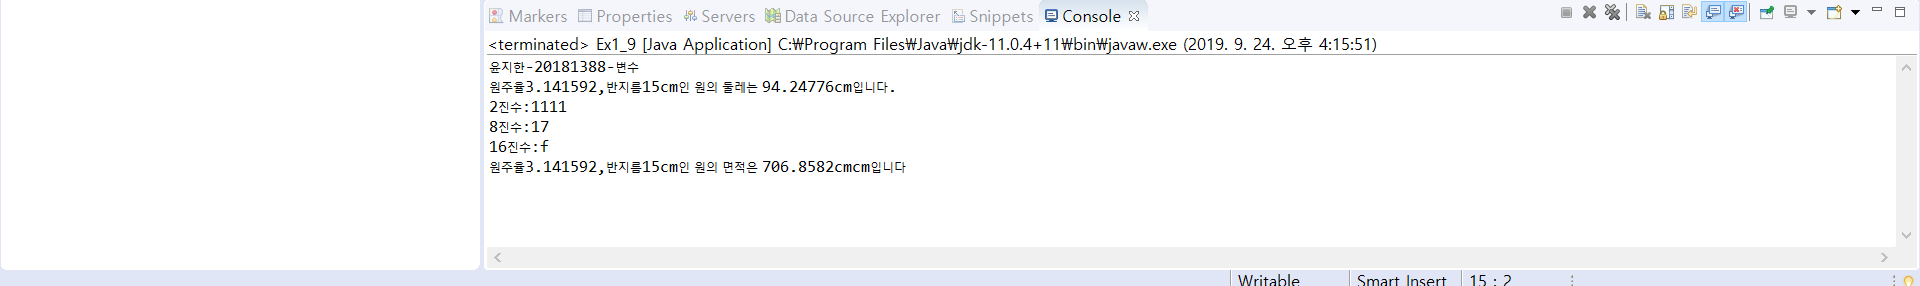 Markers Properties Servers Data Source Explorer Snippets Console
<terminated> Ex1_9 [Java Application] C:₩Program Files₩Java₩jdk-11.0.4+11₩bin₩javaw.exe (2019. 9. 24. 오후 4:15:51)
윤지한-20181388-변수
원주율3.141592,반지름15cm인 원의 둘레는 94.24776cm입니다.
2진수:1111
8진수:17
16진수:f
원주율3.141592,반지름15cm인 원의 면적은 706.8582cmcm입니다
Writable Smart Insert 15 : 2